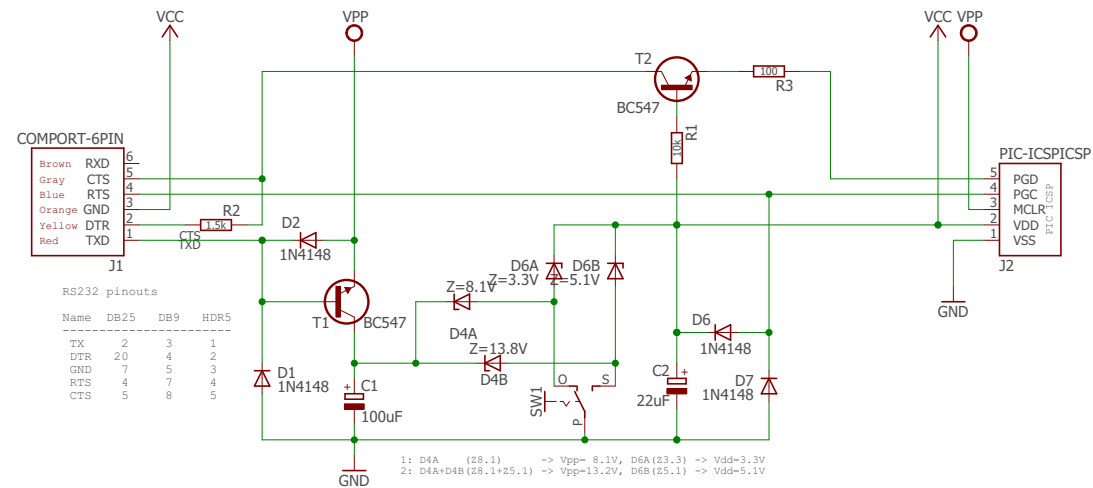 VCC
VPP
VCC VPP
T2
BC547
100
R3
R1
10k
COMPORT-6PIN
Brown RXD 6
Gray CTS 5
Blue RTS 4
Orange GND 3
Yellow DTR 2
Red TXD 1
J1
R2
1.5k
CTS
TXD
D2
1N4148
PIC-ICSPICSP
5 PGD
4 PGC
3 MCLR
2 VDD
1 VSS
PIC ICSP
J2
GND
D6A
Z=3.3V
D6B
Z=5.1V
Z=8.1V
T1
BC547
D4A
Z=13.8V
D4B
D6
1N4148
D1
1N4148
C1
+
100uF
SW1
O
S
P
C2
+
22uF
D7
1N4148
GND
RS232 pinouts
Name DB25 DB9 HDR5
------------------------
TX 2 3 1
DTR 20 4 2
GND 7 5 3
RTS 4 7 4
CTS 5 8 5
1: D4A (Z8.1) -> Vpp= 8.1V, D6A(Z3.3) -> Vdd=3.3V
2: D4A+D4B(Z8.1+Z5.1) -> Vpp=13.2V, D6B(Z5.1) -> Vdd=5.1V